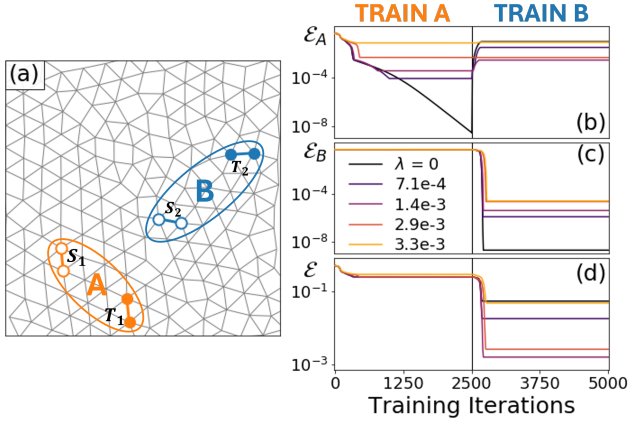 TRAIN A TRAIN B
(a)
S₁
A
T₁
S₂
B
T₂
ℰ_A
10⁻⁴
10⁻⁸
(b)
ℰ_B
10⁻⁴
10⁻⁸
(c)
λ = 0
7.1e-4
1.4e-3
2.9e-3
3.3e-3
ℰ
10⁻¹
10⁻³
(d)
0 1250 2500 3750 5000
Training Iterations